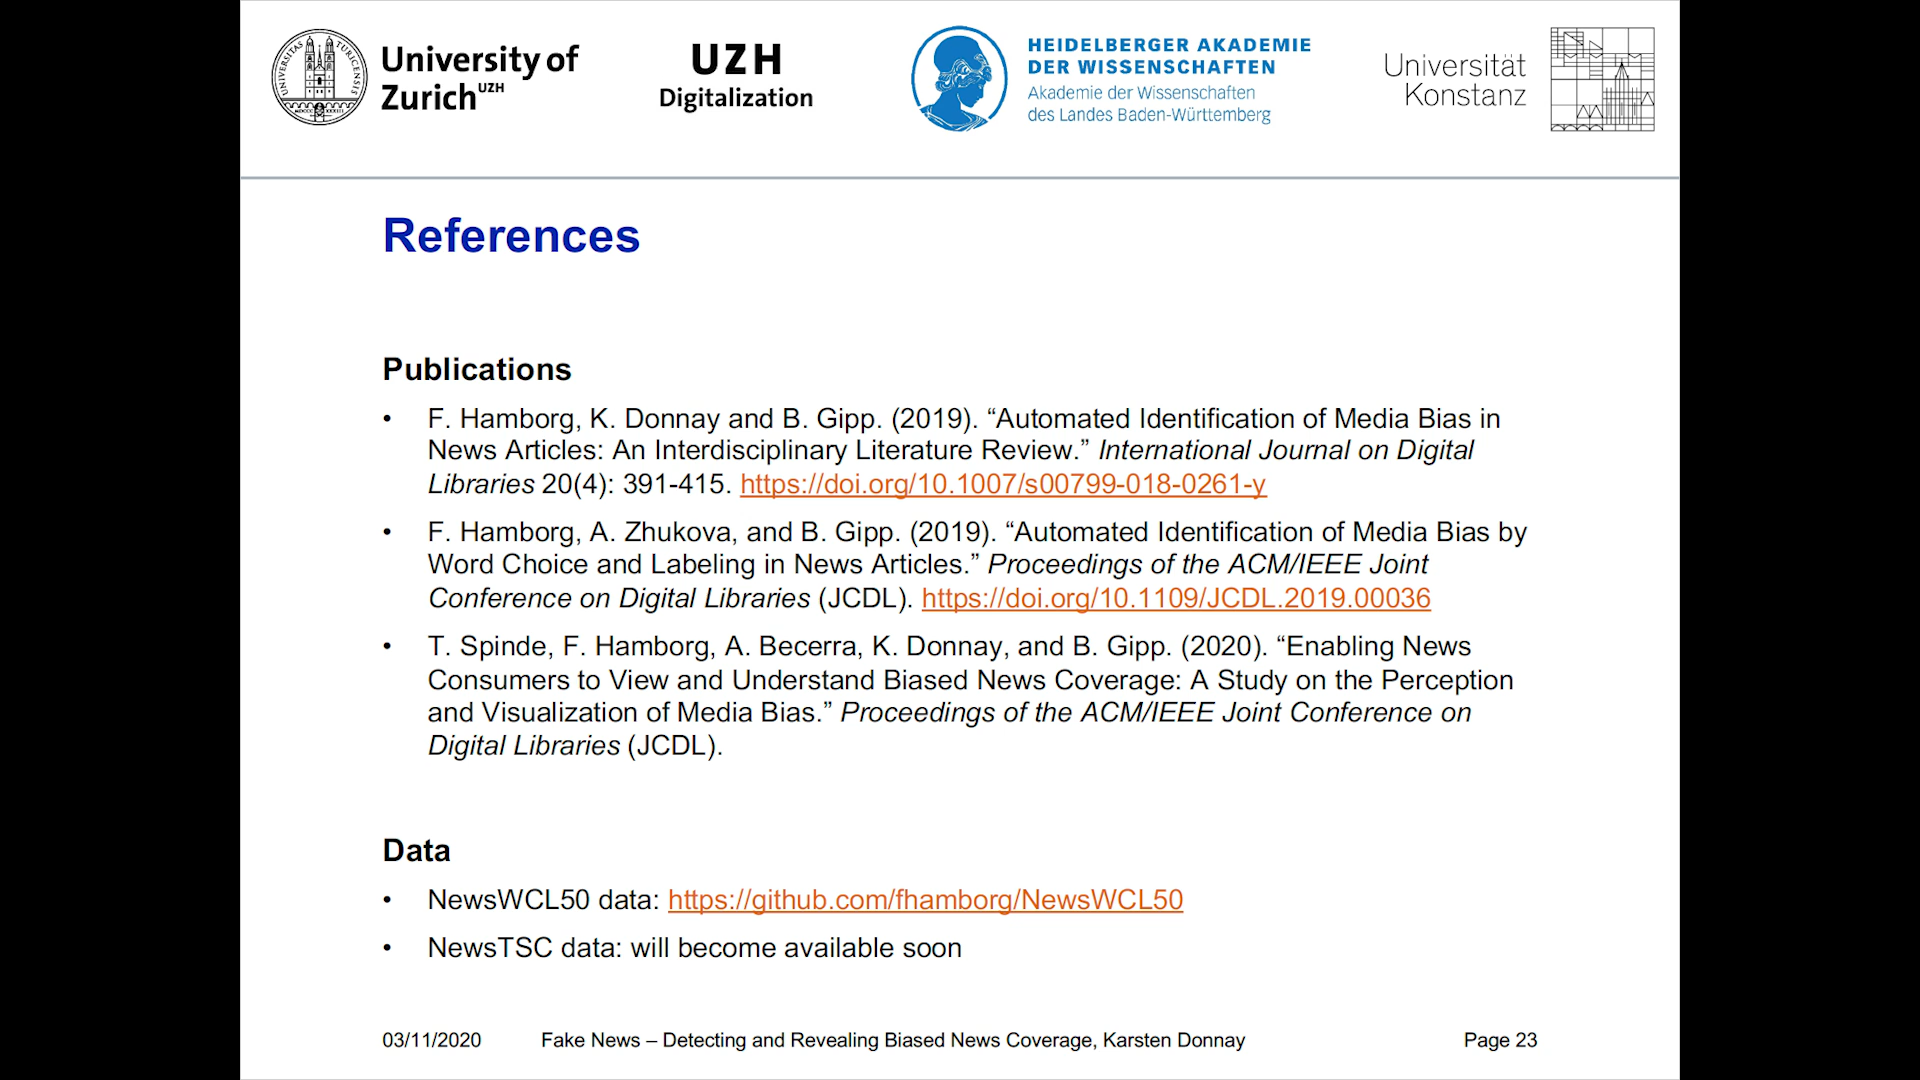 UNIVERSITAS TURICENSIS
MDCCCXXXIII
University of
Zurich UZH
UZH
Digitalization
HEIDELBERGER AKADEMIE
DER WISSENSCHAFTEN
Akademie der Wissenschaften
des Landes Baden-Württemberg
Universität
Konstanz
References
Publications
• F. Hamborg, K. Donnay and B. Gipp. (2019). “Automated Identification of Media Bias in
News Articles: An Interdisciplinary Literature Review.” International Journal on Digital
Libraries 20(4): 391-415. https://doi.org/10.1007/s00799-018-0261-y
• F. Hamborg, A. Zhukova, and B. Gipp. (2019). “Automated Identification of Media Bias by
Word Choice and Labeling in News Articles.” Proceedings of the ACM/IEEE Joint
Conference on Digital Libraries (JCDL). https://doi.org/10.1109/JCDL.2019.00036
• T. Spinde, F. Hamborg, A. Becerra, K. Donnay, and B. Gipp. (2020). “Enabling News
Consumers to View and Understand Biased News Coverage: A Study on the Perception
and Visualization of Media Bias.” Proceedings of the ACM/IEEE Joint Conference on
Digital Libraries (JCDL).
Data
• NewsWCL50 data: https://github.com/fhamborg/NewsWCL50
• NewsTSC data: will become available soon
03/11/2020 Fake News – Detecting and Revealing Biased News Coverage, Karsten Donnay Page 23